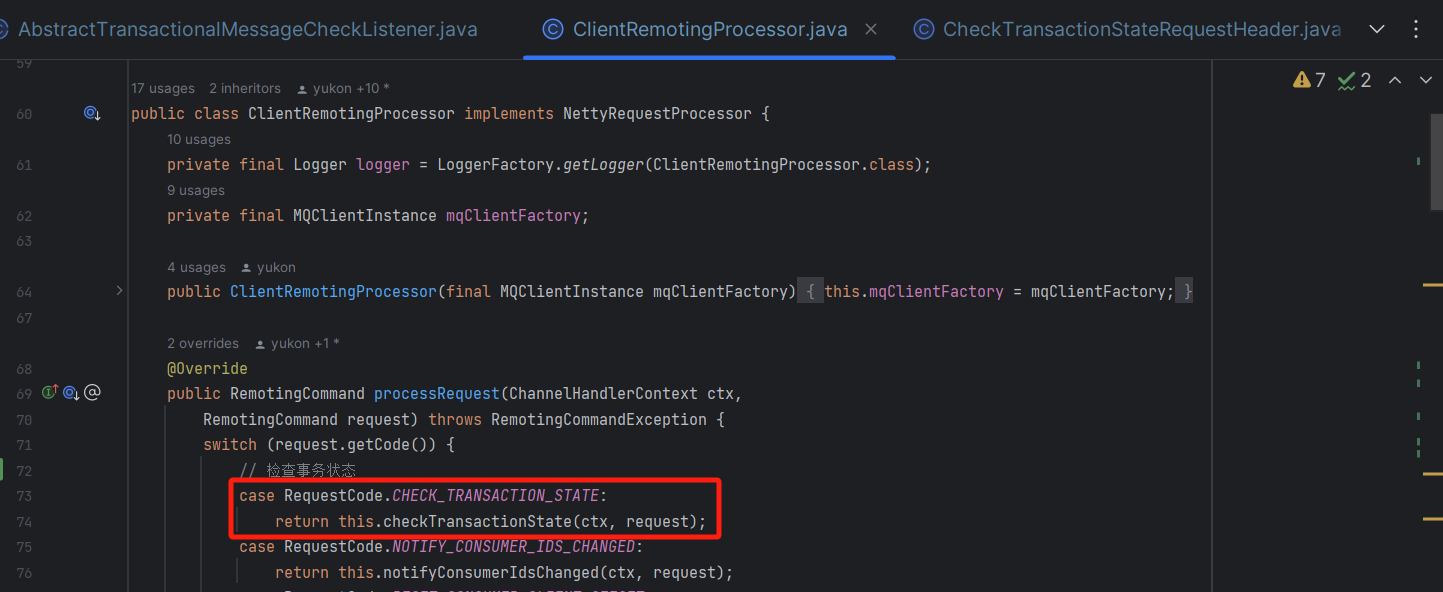 AbstractTransactionalMessageCheckListener.java ClientRemotingProcessor.java CheckTransactionStateRequestHeader.java
7 2
59
17 usages 2 inheritors yukon +10 *
60 public class ClientRemotingProcessor implements NettyRequestProcessor {
10 usages
61 private final Logger logger = LoggerFactory.getLogger(ClientRemotingProcessor.class);
9 usages
62 private final MQClientInstance mqClientFactory;
63
4 usages yukon
64 public ClientRemotingProcessor(final MQClientInstance mqClientFactory) { this.mqClientFactory = mqClientFactory; }
67
2 overrides yukon +1 *
68 @Override
69 public RemotingCommand processRequest(ChannelHandlerContext ctx,
70 RemotingCommand request) throws RemotingCommandException {
71 switch (request.getCode()) {
72 // 检查事务状态
73 case RequestCode.CHECK_TRANSACTION_STATE:
74 return this.checkTransactionState(ctx, request);
75 case RequestCode.NOTIFY_CONSUMER_IDS_CHANGED:
76 return this.notifyConsumerIdsChanged(ctx, request);